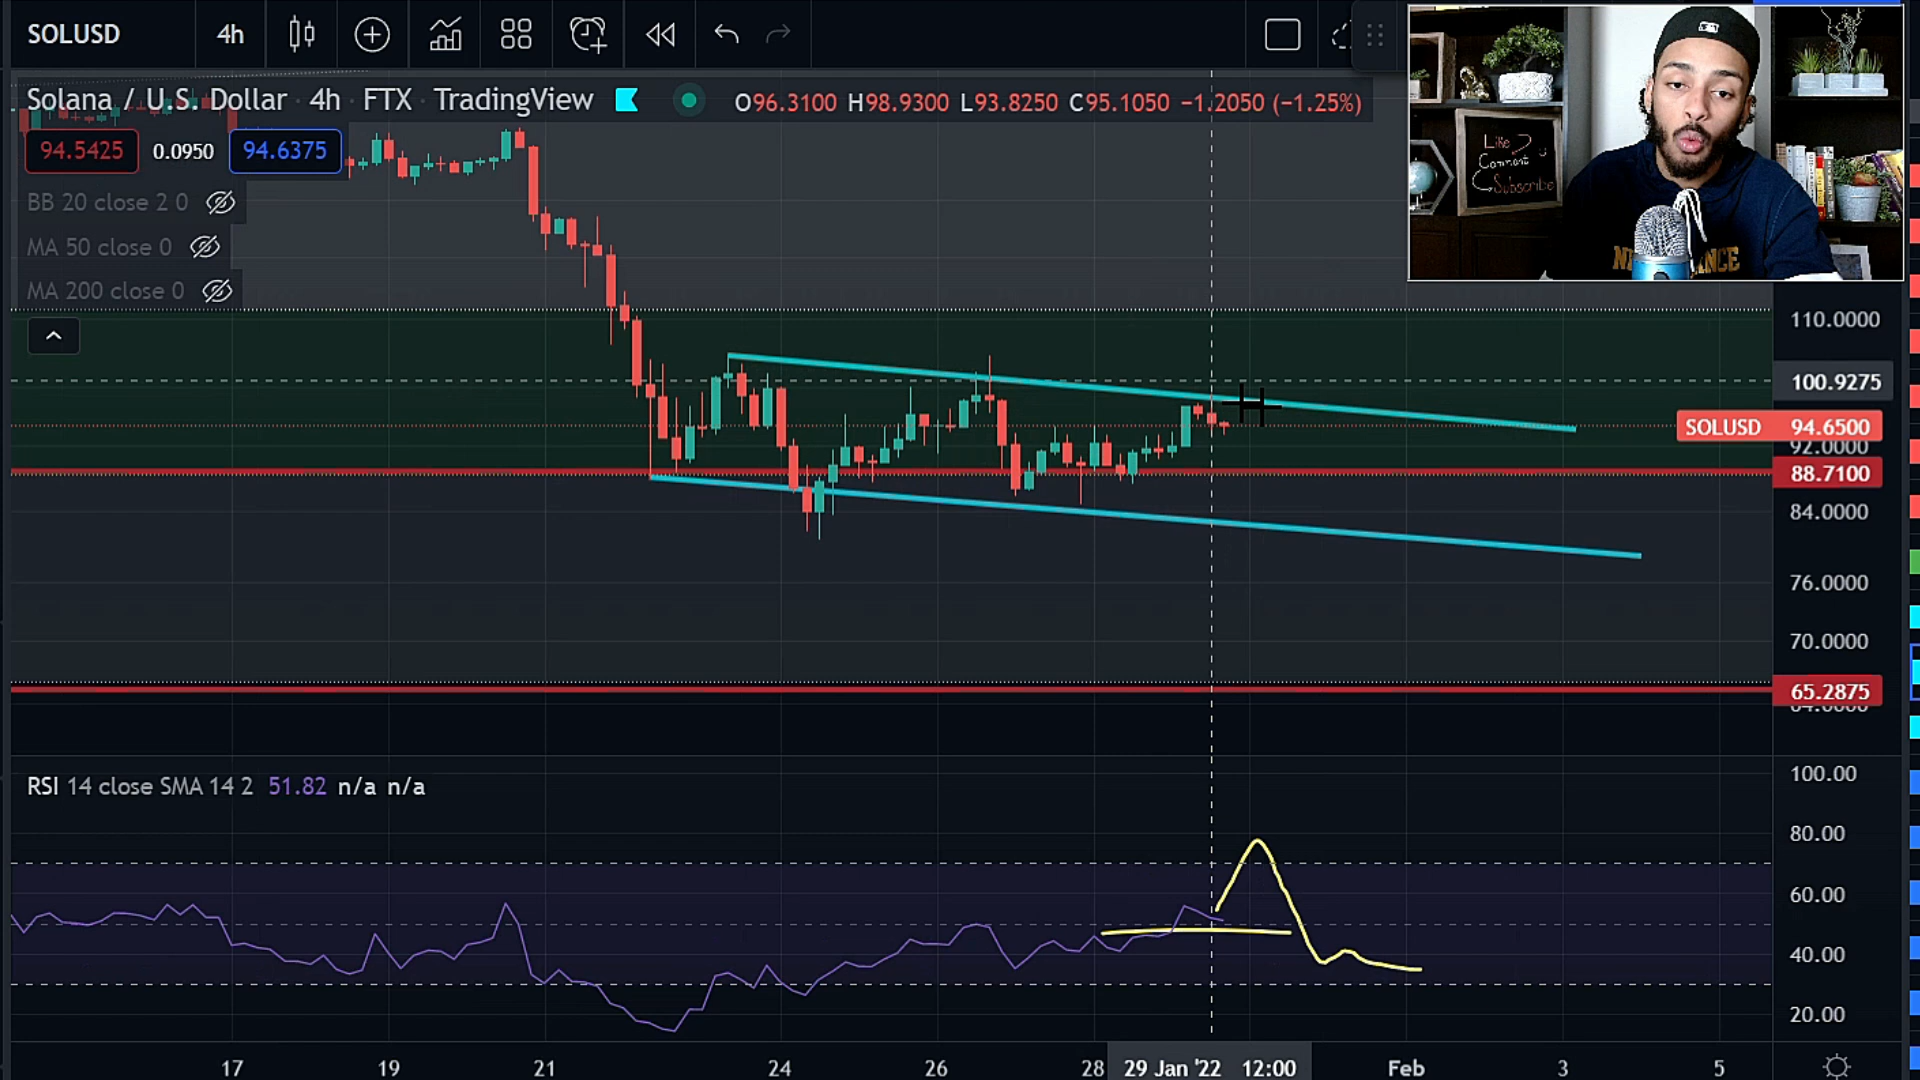 SOLUSD 4h
Solana / U.S. Dollar · 4h · FTX · TradingView O96.3100 H98.9300 L93.8250 C95.1050 −1.2050 (−1.25%)
94.5425 0.0950 94.6375
BB 20 close 2 0
MA 50 close 0
MA 200 close 0
Like
Comment
Subscribe
110.0000
100.9275
SOLUSD 94.6500
92.0000
88.7100
84.0000
76.0000
70.0000
65.2875
RSI 14 close SMA 14 2 51.82 n/a n/a
100.00
80.00
60.00
40.00
20.00
17 19 21 24 26 28 29 Jan '22 12:00 Feb 3 5